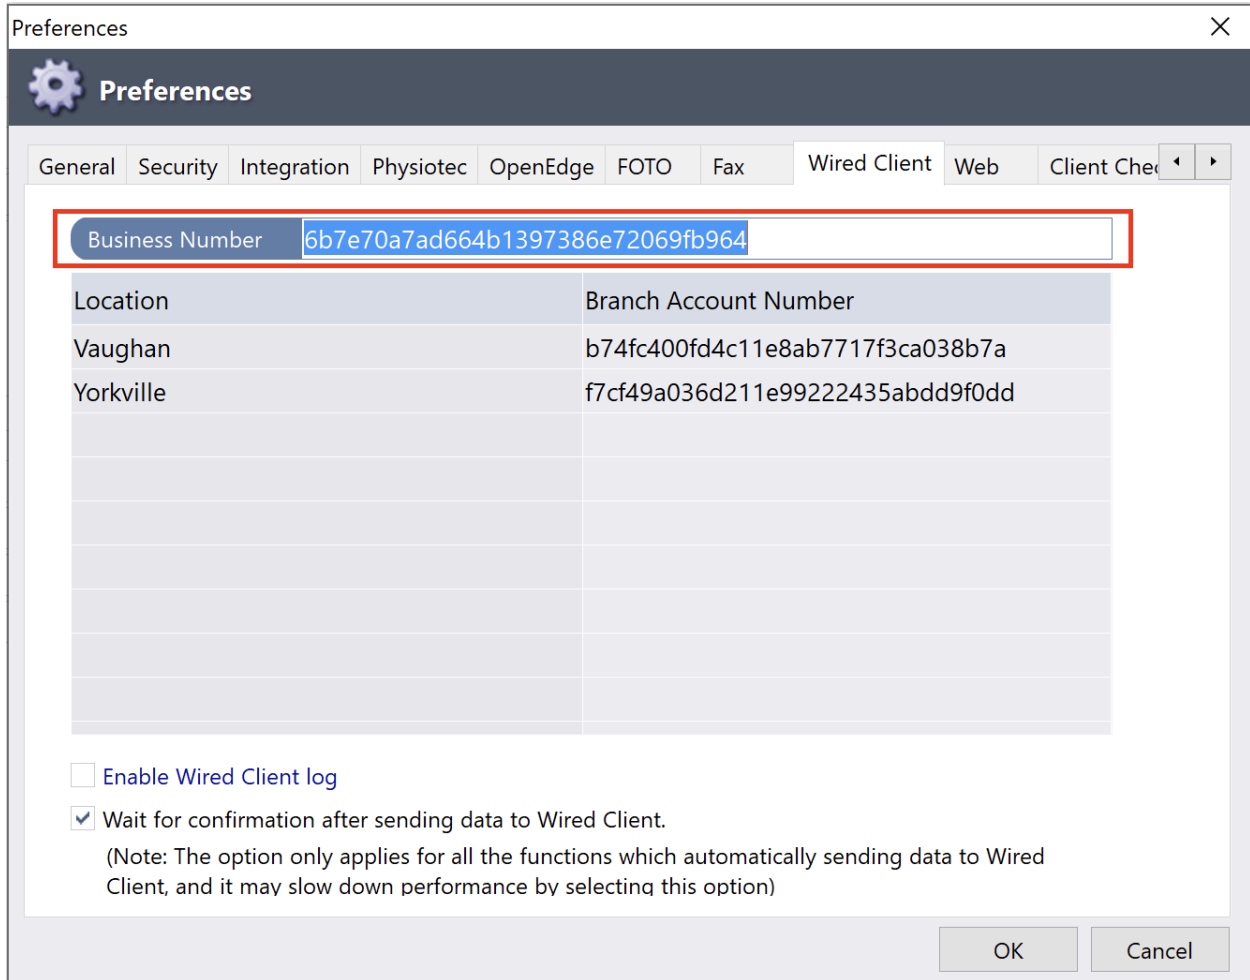 Preferences
Preferences
General Security Integration Physiotec OpenEdge FOTO Fax Wired Client Web Client Chec
Business Number 6b7e70a7ad664b1397386e72069fb964
Location Branch Account Number
Vaughan b74fc400fd4c11e8ab7717f3ca038b7a
Yorkville f7cf49a036d211e99222435abdd9f0dd
Enable Wired Client log
Wait for confirmation after sending data to Wired Client.
(Note: The option only applies for all the functions which automatically sending data to Wired
Client, and it may slow down performance by selecting this option)
OK Cancel